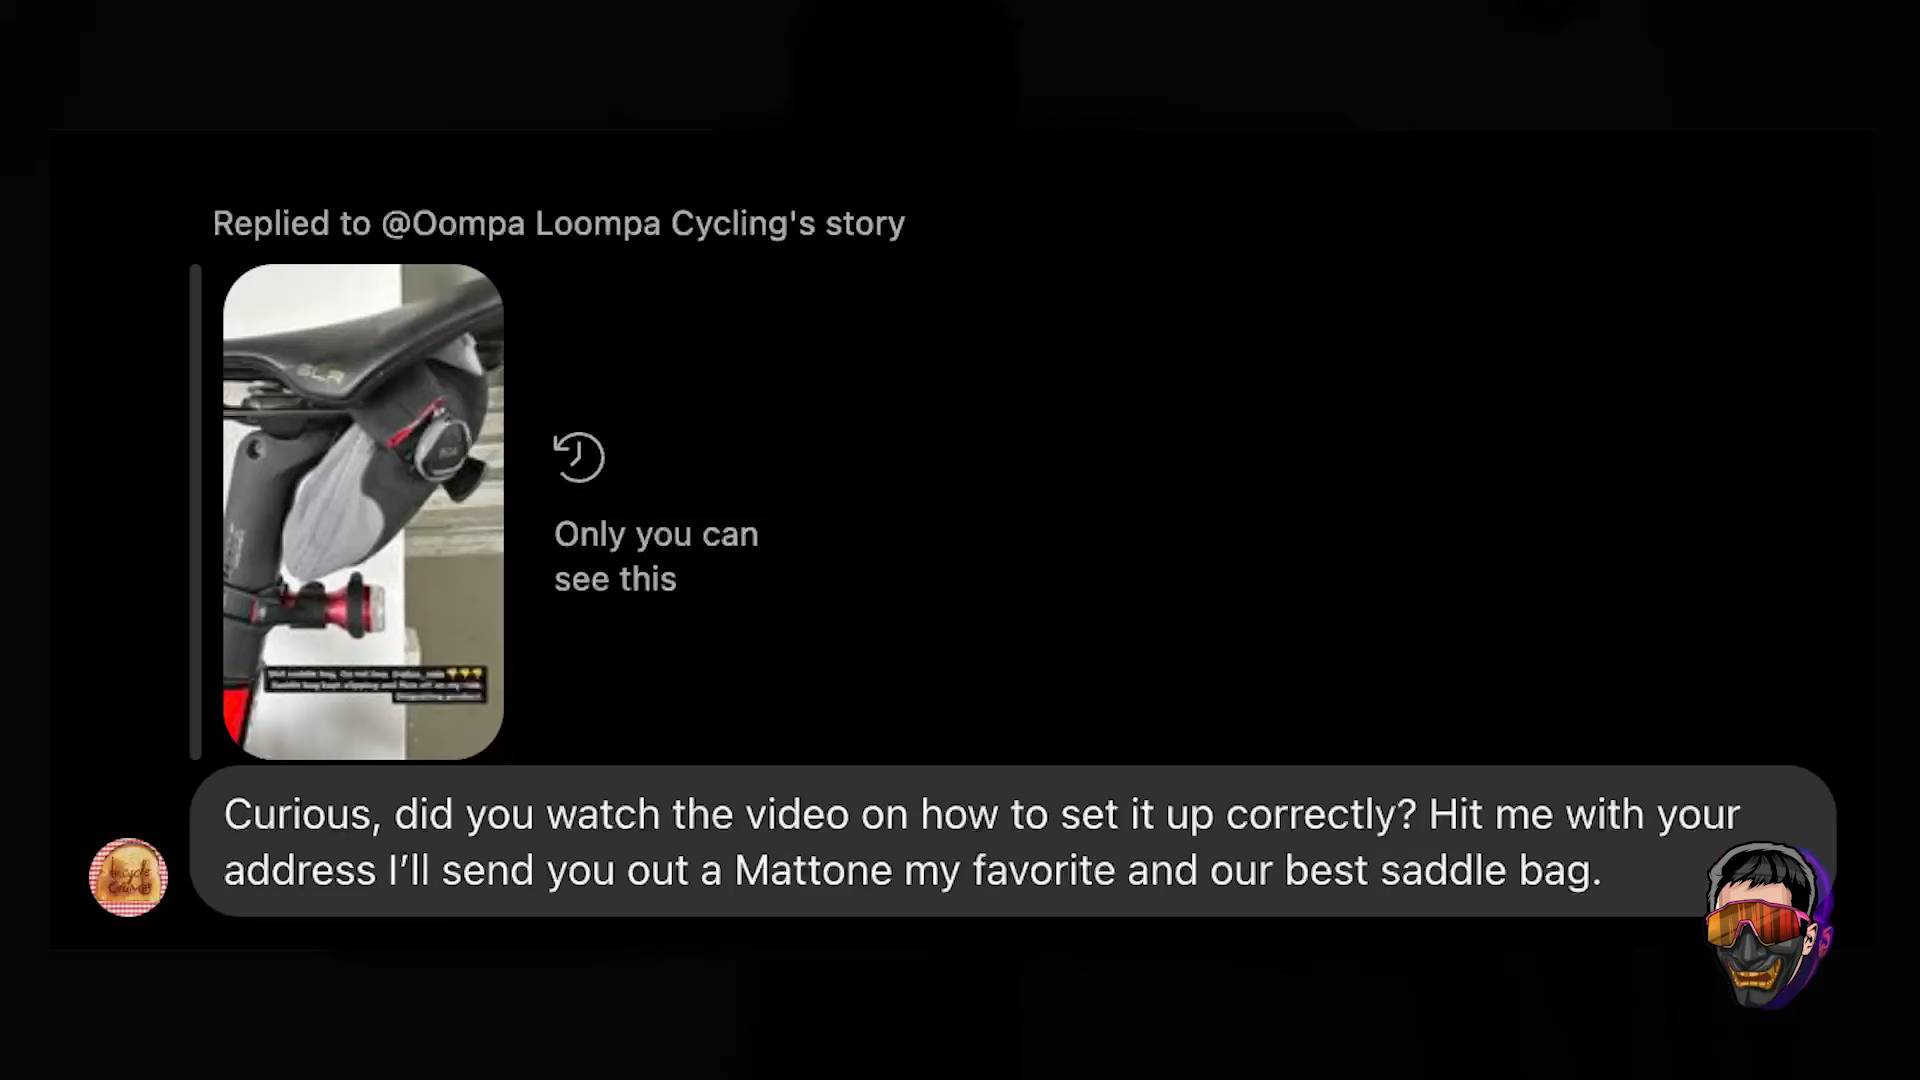 Replied to @Oompa Loompa Cycling's story
SLR
Only you can
see this
Curious, did you watch the video on how to set it up correctly? Hit me with your
address I'll send you out a Mattone my favorite and our best saddle bag.